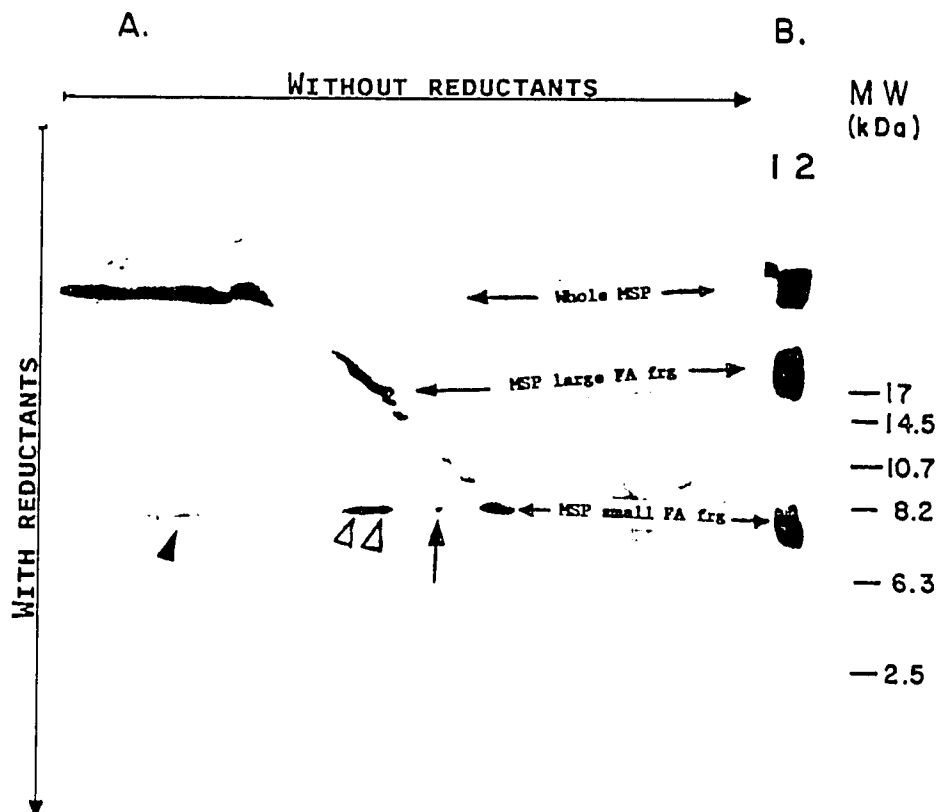 A.
B.
WITHOUT REDUCTANTS
MW
(kDa)
1 2
Whole MSP
MSP large FA frg
17
14.5
10.7
MSP small FA frg
8.2
6.3
2.5
WITH REDUCTANTS